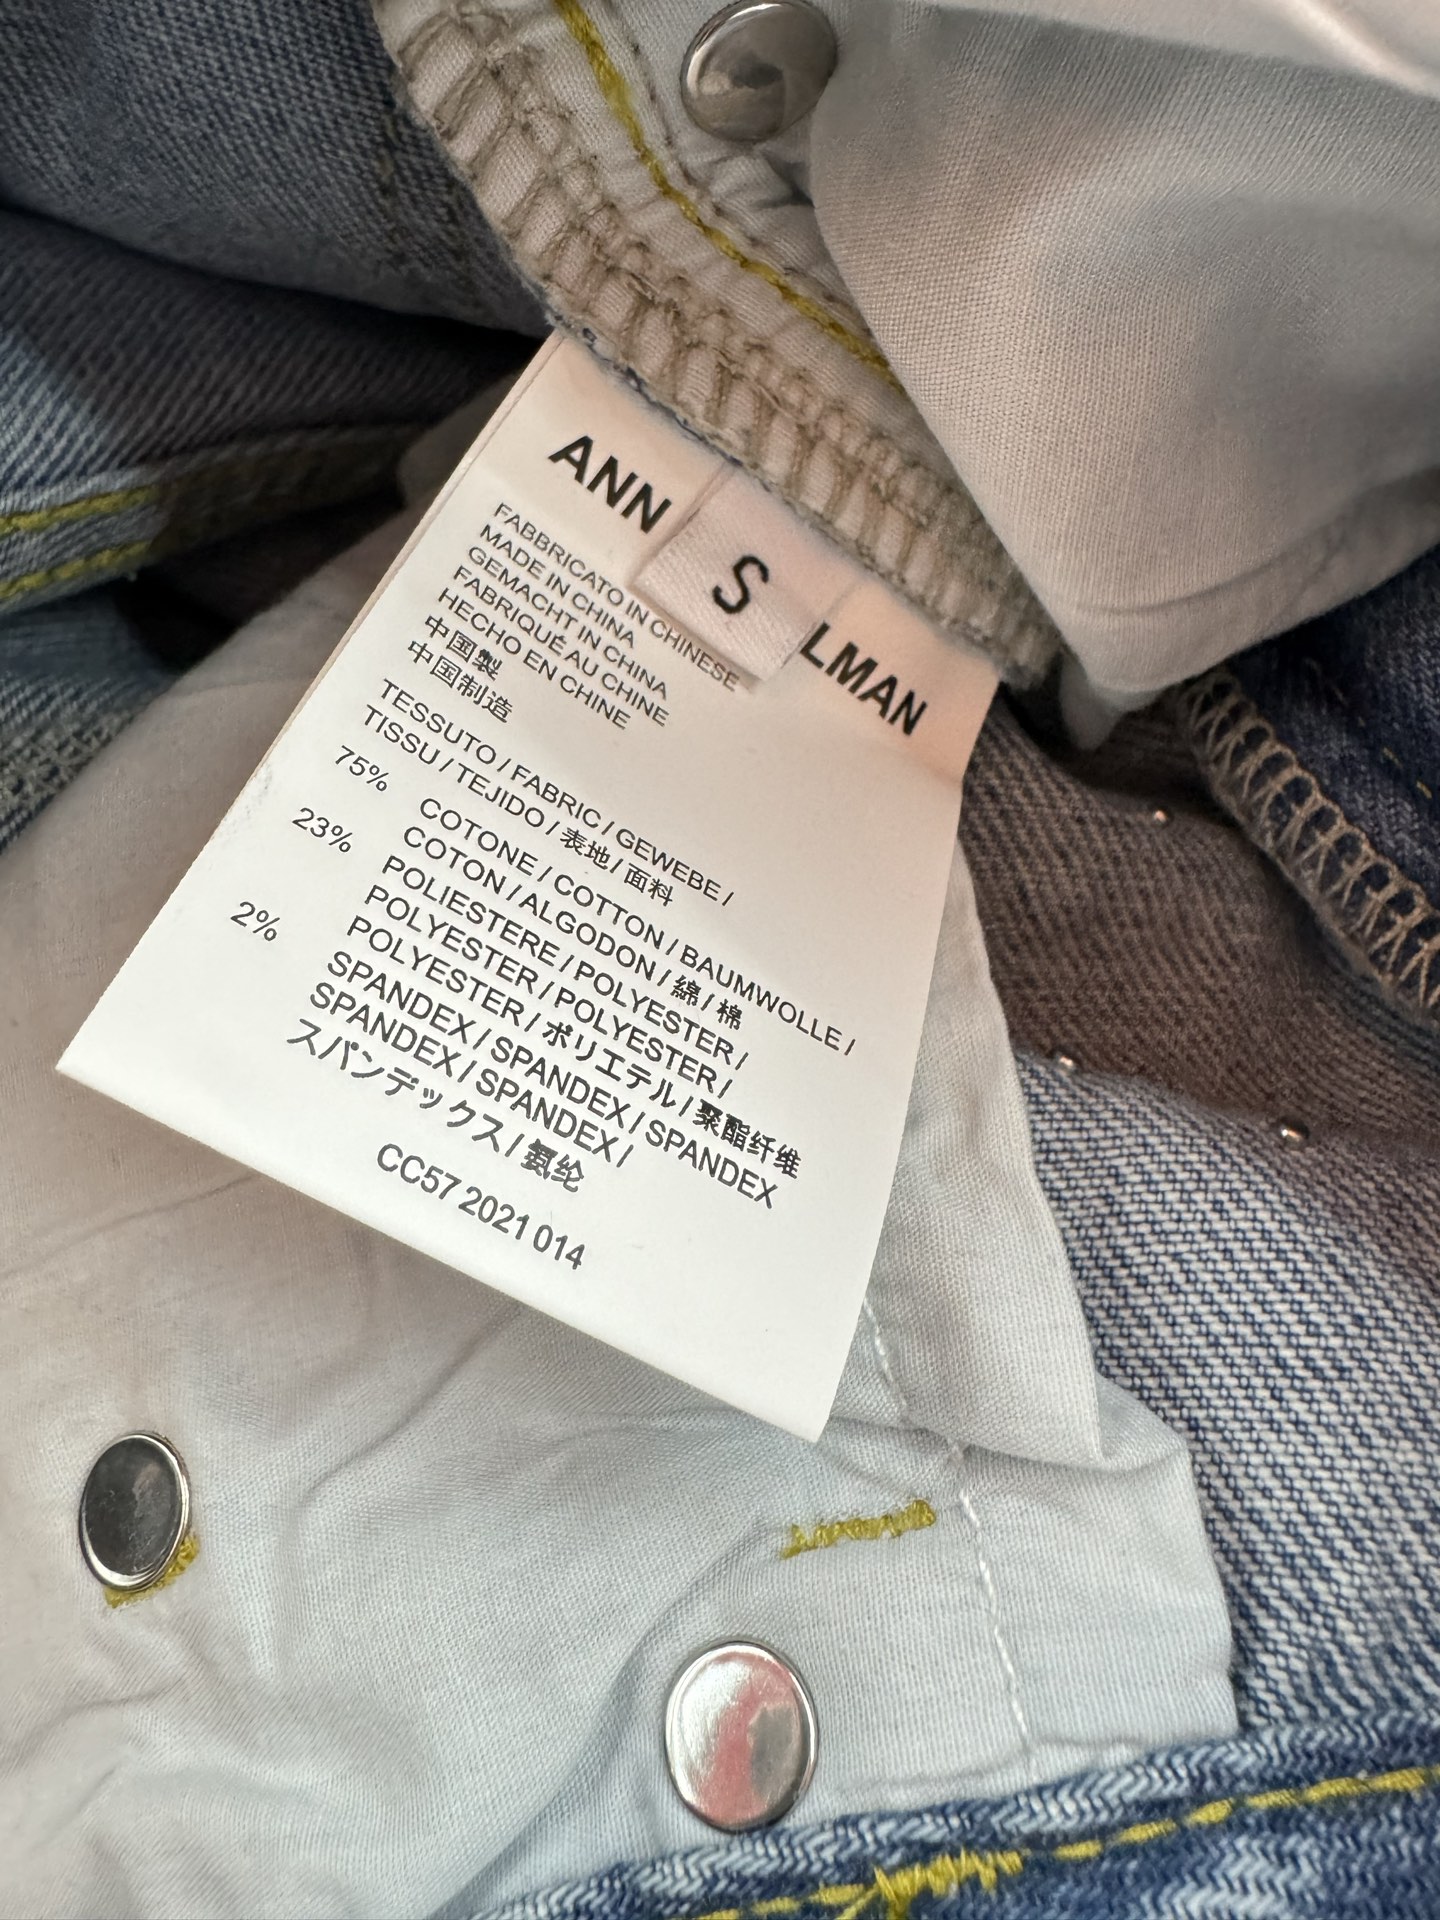 ANN
S
LMAN
FABBRICATO IN CHINESE
MADE IN CHINA
GEMACHT IN CHINA
FABRIQUÉ AU CHINE
HECHO EN CHINE
中国製
中国制造
TESSUTO / FABRIC / GEWEBE /
TISSU / TEJIDO / 表地 / 面料
75% COTONE / COTTON / BAUMWOLLE /
COTON / ALGODON / 綿 / 棉
23% POLIESTERE / POLYESTER /
POLYESTER / POLYESTER /
POLYESTER / ポリエテル / 聚酯纤维
2% SPANDEX / SPANDEX / SPANDEX
SPANDEX / SPANDEX /
スパンデックス / 氨纶
CC57 2021 014